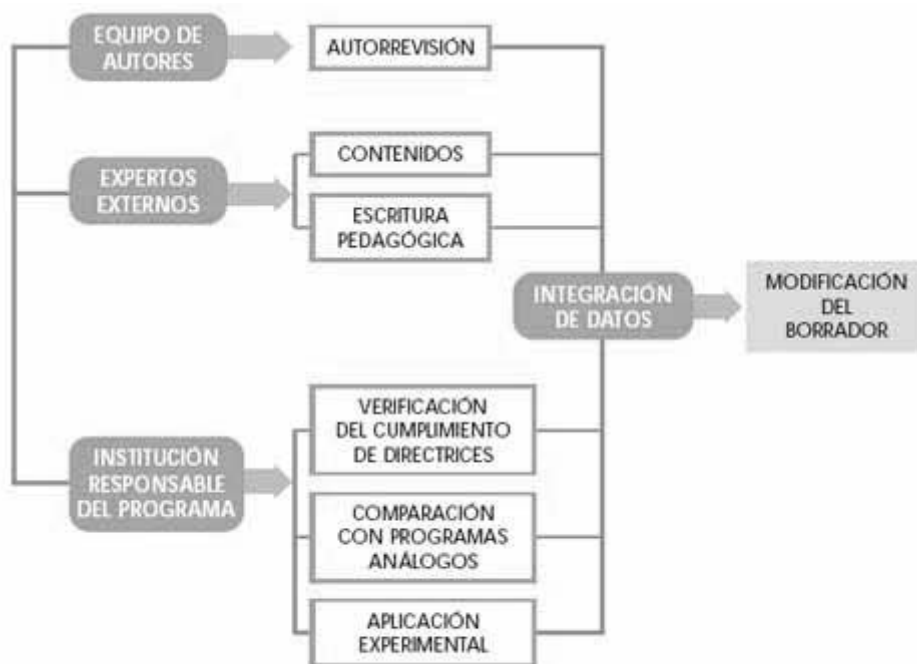 EQUIPO DE
AUTORES
AUTORREVISIÓN
EXPERTOS
EXTERNOS
CONTENIDOS
ESCRITURA
PEDAGÓGICA
INTEGRACIÓN
DE DATOS
MODIFICACIÓN
DEL
BORRADOR
INSTITUCIÓN
RESPONSABLE
DEL PROGRAMA
VERIFICACIÓN
DEL CUMPLIMIENTO
DE DIRECTRICES
COMPARACIÓN
CON PROGRAMAS
ANÁLOGOS
APLICACIÓN
EXPERIMENTAL